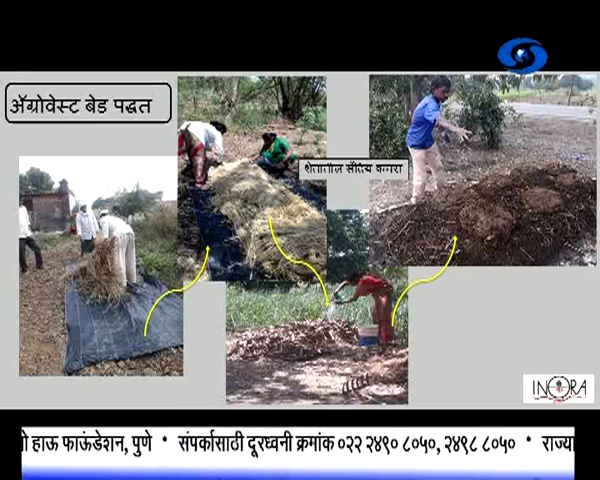 ॲग्रोवेस्ट बेड पद्धत
शेतातील सेंद्रिय कचरा
INORA
ो हाऊ फाऊंडेशन, पुणे * संपर्कासाठी दूरध्वनी क्रमांक ०२२ २४९० ८०५०, २४९८ ८०५० * राज्या